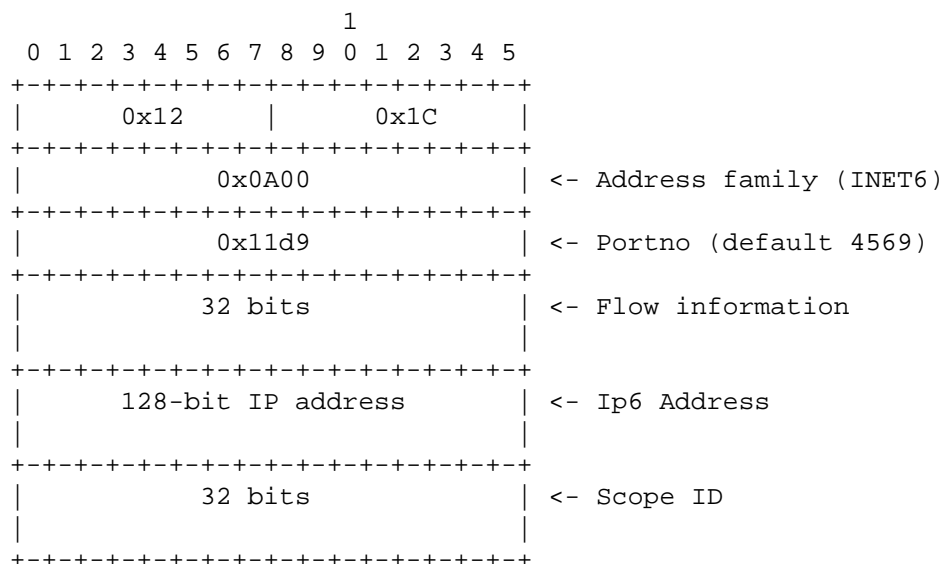 1
 0 1 2 3 4 5 6 7 8 9 0 1 2 3 4 5
+-+-+-+-+-+-+-+-+-+-+-+-+-+-+-+-+
|      0x12     |      0x1C     |
+-+-+-+-+-+-+-+-+-+-+-+-+-+-+-+-+
|            0x0A00             | <- Address family (INET6)
+-+-+-+-+-+-+-+-+-+-+-+-+-+-+-+-+
|            0x11d9             | <- Portno (default 4569)
+-+-+-+-+-+-+-+-+-+-+-+-+-+-+-+-+
|           32 bits             | <- Flow information
|                               |
+-+-+-+-+-+-+-+-+-+-+-+-+-+-+-+-+
|      128-bit IP address       | <- Ip6 Address
|                               |
+-+-+-+-+-+-+-+-+-+-+-+-+-+-+-+-+
|           32 bits             | <- Scope ID
|                               |
+-+-+-+-+-+-+-+-+-+-+-+-+-+-+-+-+